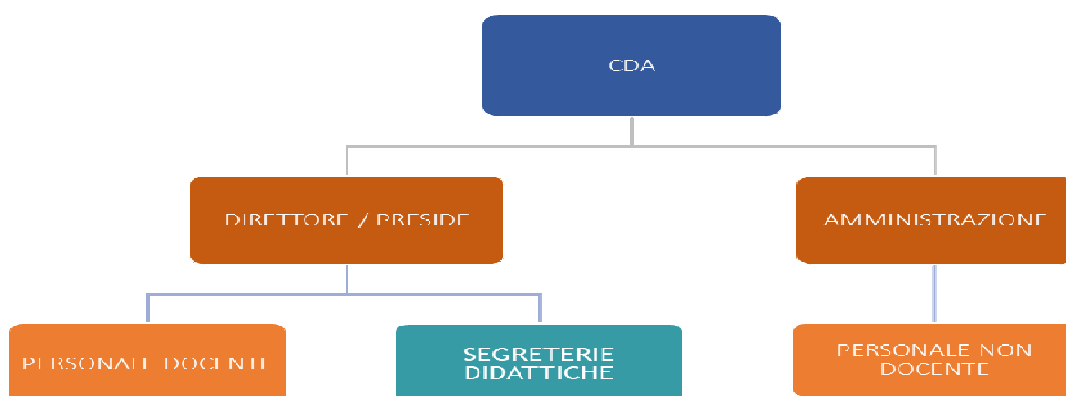 CDA
DIRETTORE / PRESIDE
AMMINISTRAZIONE
PERSONALE DOCENTE
SEGRETERIE
DIDATTICHE
PERSONALE NON
DOCENTE